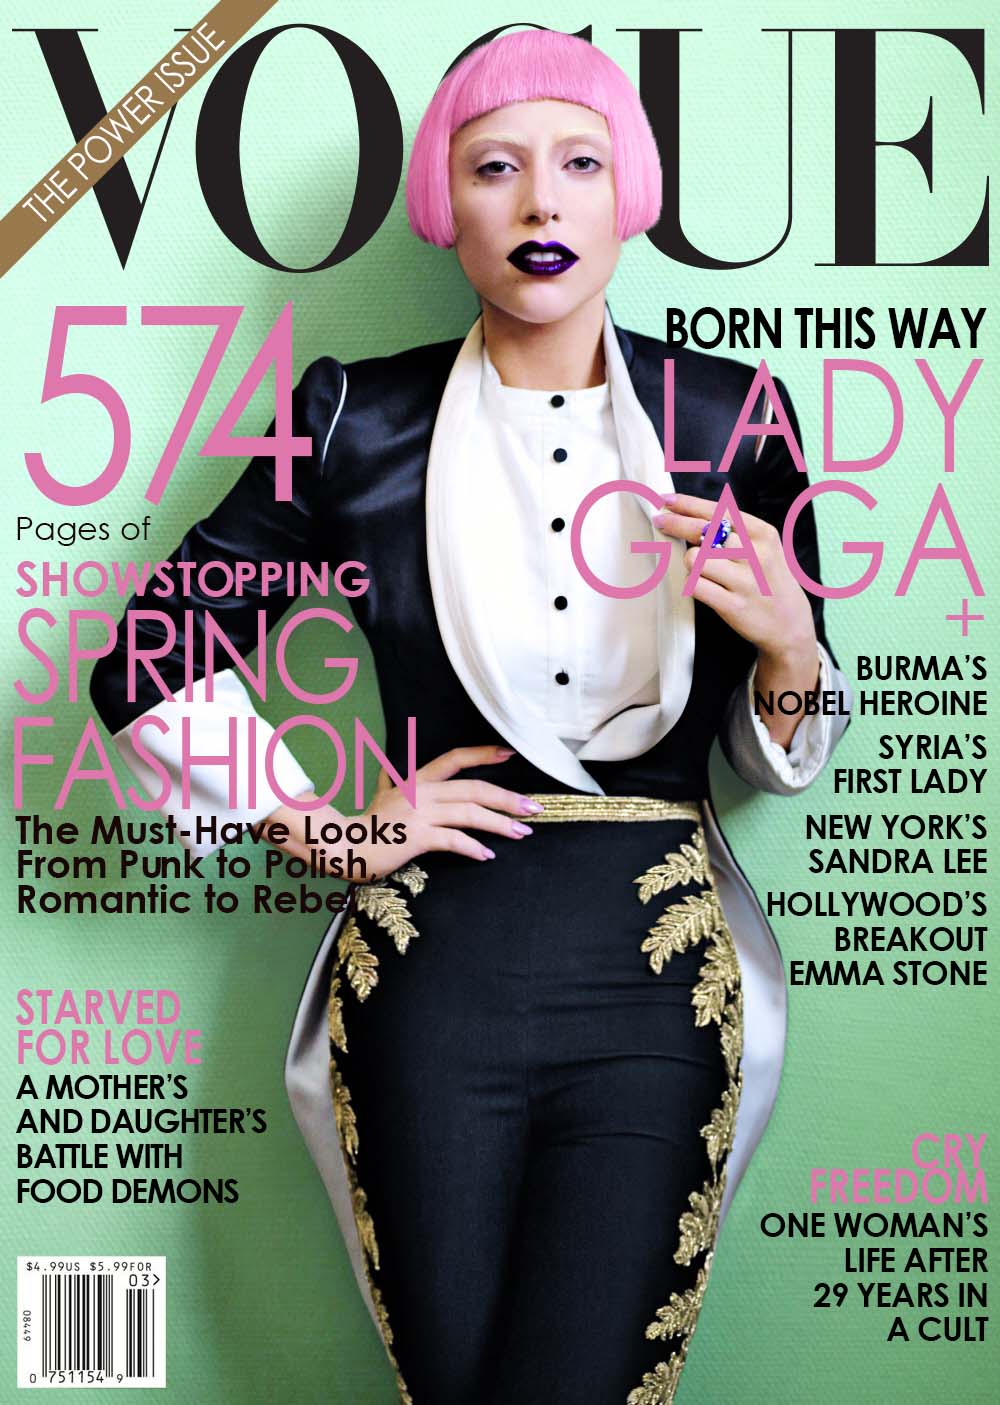 VOGUE
THE POWER ISSUE
574
Pages of
SHOWSTOPPING
SPRING
FASHION
The Must-Have Looks
From Punk to Polish,
Romantic to Rebel
STARVED
FOR LOVE
A MOTHER'S
AND DAUGHTER'S
BATTLE WITH
FOOD DEMONS
BORN THIS WAY
LADY
GAGA
+
BURMA'S
NOBEL HEROINE
SYRIA'S
FIRST LADY
NEW YORK'S
SANDRA LEE
HOLLYWOOD'S
BREAKOUT
EMMA STONE
CRY
FREEDOM
ONE WOMAN'S
LIFE AFTER
29 YEARS IN
A CULT
$4.99US $5.99FOR
03>
08449
0 751154 9